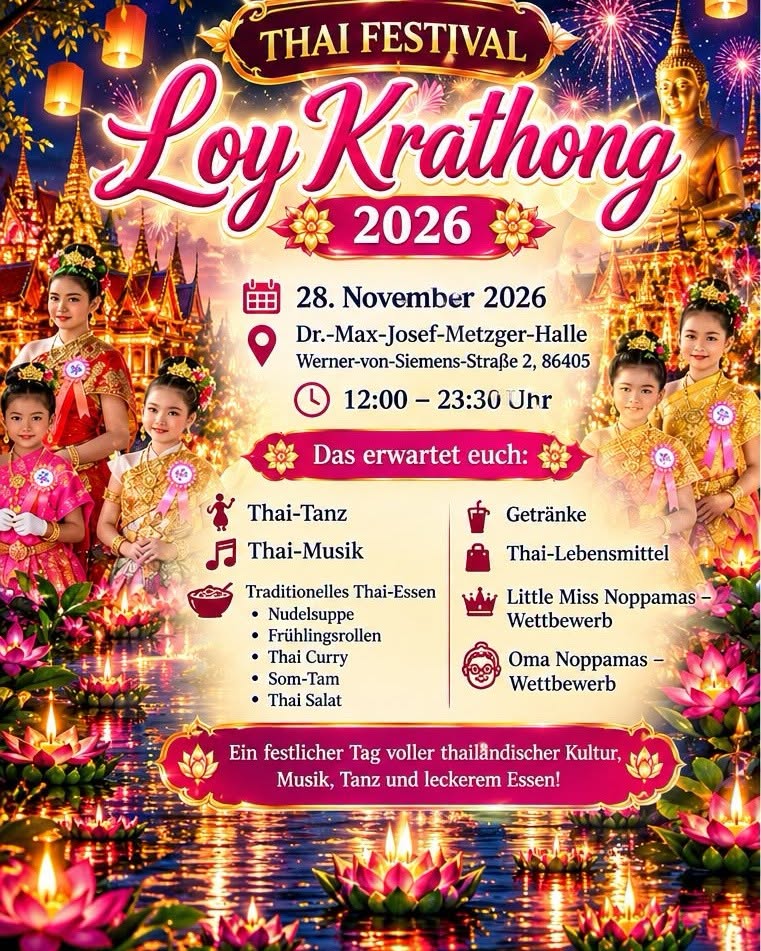 THAI FESTIVAL
Loy Krathong
2026
28. November 2026
Dr.-Max-Josef-Metzger-Halle
Werner-von-Siemens-Straße 2, 86405
12:00 – 23:30 Uhr
Das erwartet euch:
Thai-Tanz
Thai-Musik
Traditionelles Thai-Essen
• Nudelsuppe
• Frühlingsrollen
• Thai Curry
• Som-Tam
• Thai Salat
Getränke
Thai-Lebensmittel
Little Miss Noppamas –
Wettbewerb
Oma Noppamas –
Wettbewerb
Ein festlicher Tag voller thailändischer Kultur,
Musik, Tanz und leckerem Essen!